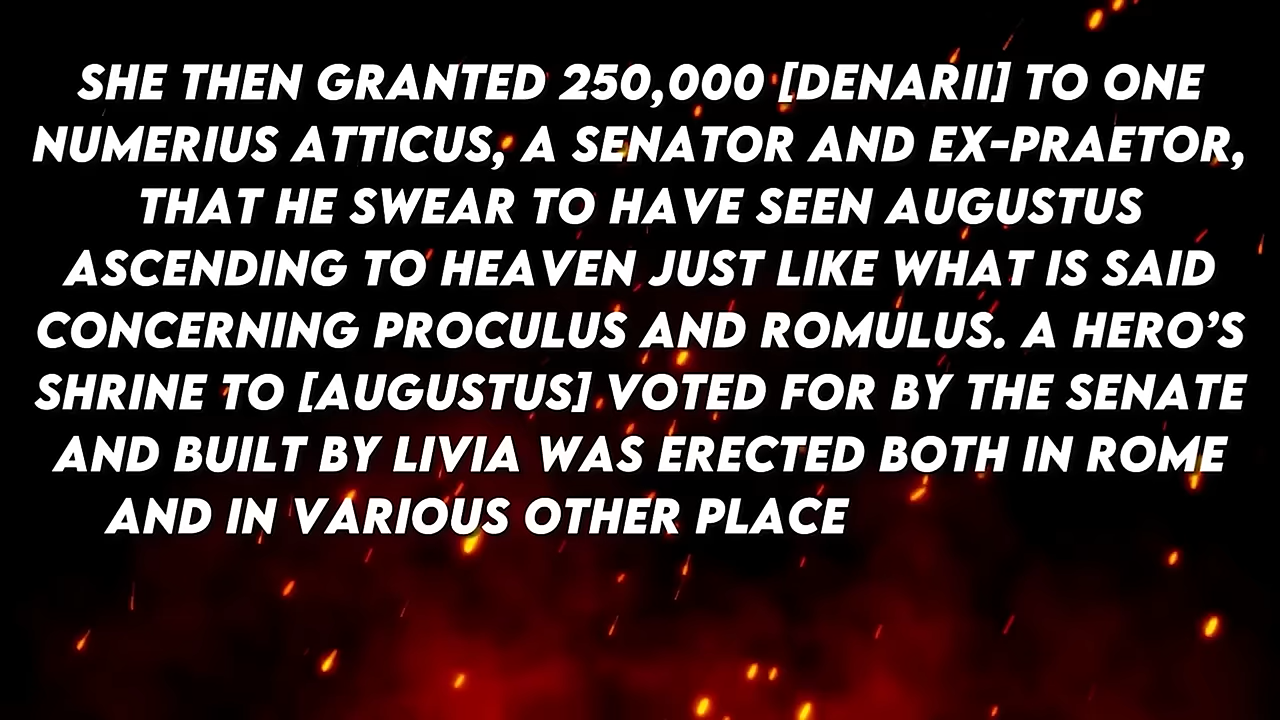 SHE THEN GRANTED 250,000 [DENARII] TO ONE
NUMERIUS ATTICUS, A SENATOR AND EX-PRAETOR,
THAT HE SWEAR TO HAVE SEEN AUGUSTUS
ASCENDING TO HEAVEN JUST LIKE WHAT IS SAID
CONCERNING PROCULUS AND ROMULUS. A HERO’S
SHRINE TO [AUGUSTUS] VOTED FOR BY THE SENATE
AND BUILT BY LIVIA WAS ERECTED BOTH IN ROME
AND IN VARIOUS OTHER PLACE